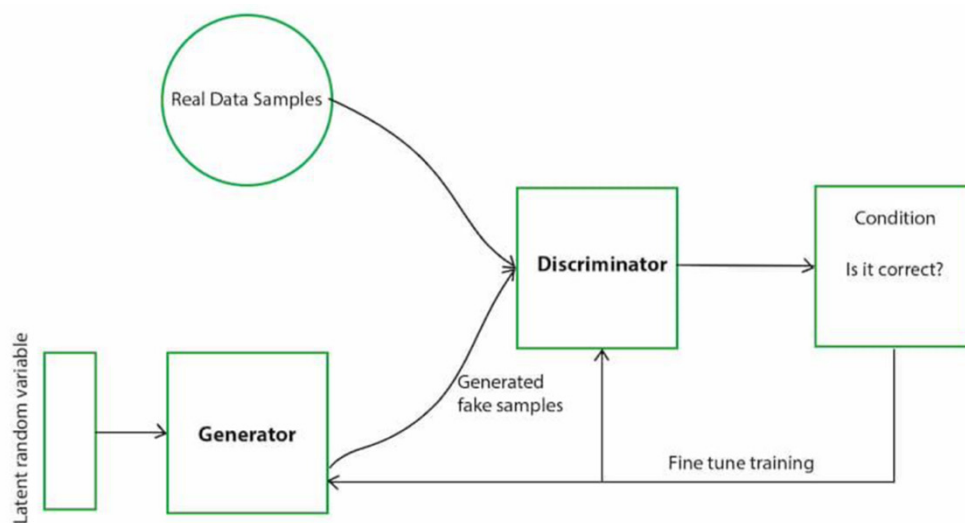 Real Data Samples
Discriminator
Condition
Is it correct?
Latent random variable
Generator
Generated
fake samples
Fine tune training